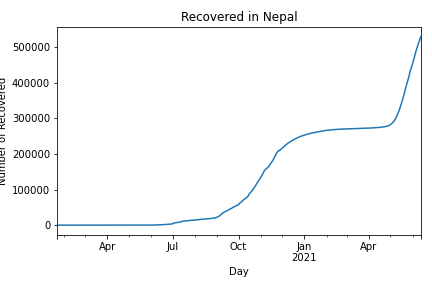 Recovered in Nepal
Number of Recovered
500000
400000
300000
200000
100000
0
Apr
Jul
Oct
Jan
2021
Apr
Day